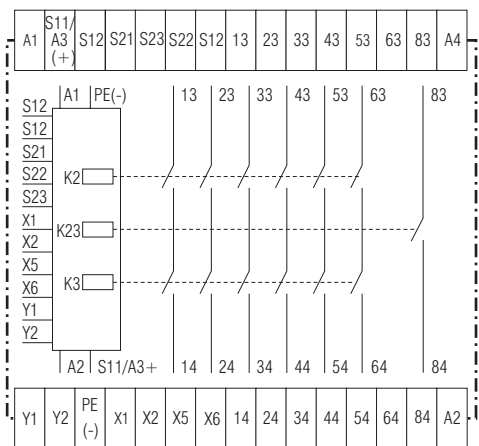 A1 S11/A3(+) S12 S21 S23 S22 S12 13 23 33 43 53 63 83 A4
A1 PE(-) 13 23 33 43 53 63 83
S12
S12
S21
S22
K2
S23
X1
K23
X2
X5
K3
X6
Y1
Y2
A2 S11/A3+ 14 24 34 44 54 64 84
Y1 Y2 PE(-) X1 X2 X5 X6 14 24 34 44 54 64 84 A2